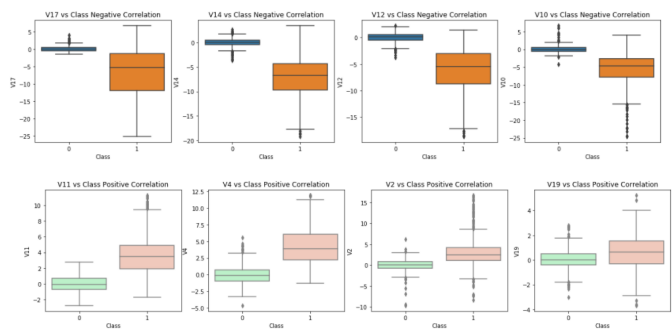 V17 vs Class Negative Correlation
V17
5
0
−5
−10
−15
−20
−25
0 1
Class
V14 vs Class Negative Correlation
V14
0
−5
−10
−15
−20
0 1
Class
V12 vs Class Negative Correlation
V12
0
−5
−10
−15
0 1
Class
V10 vs Class Negative Correlation
V10
5
0
−5
−10
−15
−20
−25
0 1
Class
V11 vs Class Positive Correlation
V11
10
8
6
4
2
0
−2
0 1
Class
V4 vs Class Positive Correlation
V4
12.5
10.0
7.5
5.0
2.5
0.0
−2.5
−5.0
0 1
Class
V2 vs Class Positive Correlation
V2
15
10
5
0
−5
−10
0 1
Class
V19 vs Class Positive Correlation
V19
4
2
0
−2
−4
0 1
Class